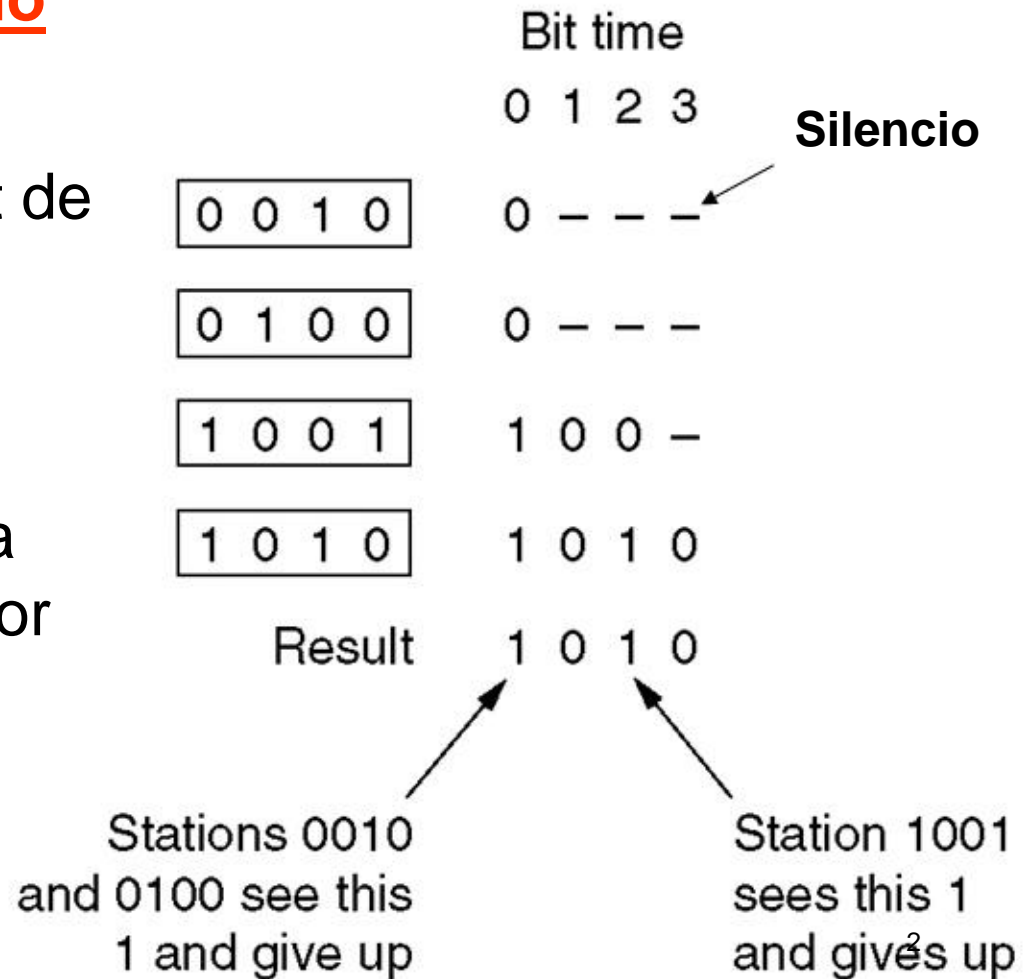 Bit time
0 1 2 3
Silencio
de
0 0 1 0 0 – – –
0 1 0 0 0 – – –
1 0 0 1 1 0 0 –
a
1 0 1 0 1 0 1 0
or
Result 1 0 1 0
Stations 0010
and 0100 see this
1 and give up
Station 1001
sees this 1
and gives up
2